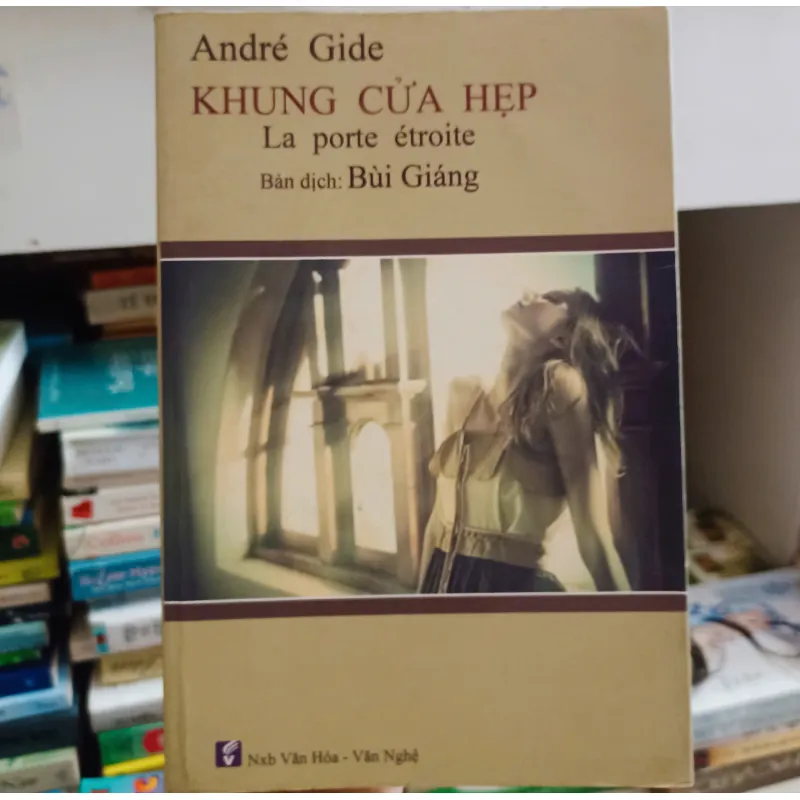 André Gide
KHUNG CỬA HẸP
La porte étroite
Bản dịch: Bùi Giáng
Nxb Văn Hóa - Văn Nghệ